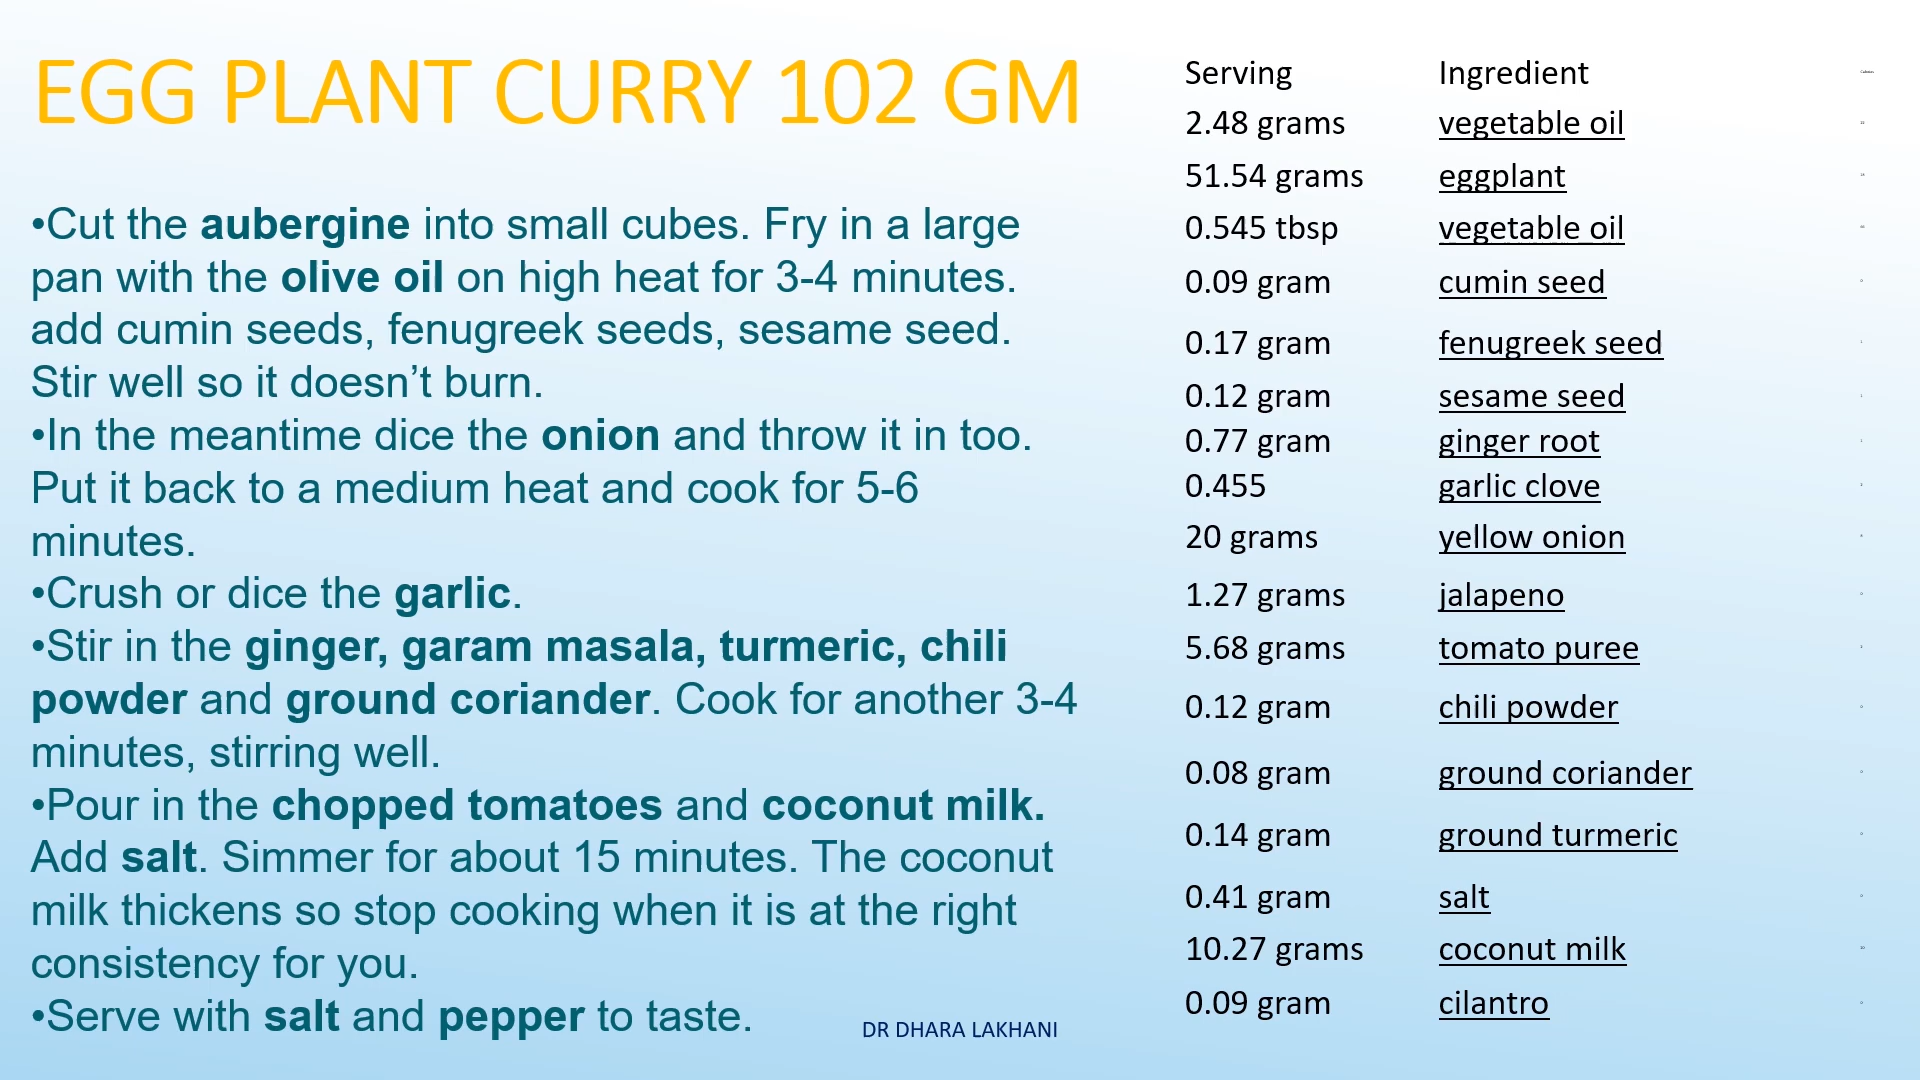 EGG PLANT CURRY 102 GM
•Cut the aubergine into small cubes. Fry in a large
pan with the olive oil on high heat for 3-4 minutes.
add cumin seeds, fenugreek seeds, sesame seed.
Stir well so it doesn’t burn.
•In the meantime dice the onion and throw it in too.
Put it back to a medium heat and cook for 5-6
minutes.
•Crush or dice the garlic.
•Stir in the ginger, garam masala, turmeric, chili
powder and ground coriander. Cook for another 3-4
minutes, stirring well.
•Pour in the chopped tomatoes and coconut milk.
Add salt. Simmer for about 15 minutes. The coconut
milk thickens so stop cooking when it is at the right
consistency for you.
•Serve with salt and pepper to taste.
DR DHARA LAKHANI
Serving Ingredient
2.48 grams vegetable oil
51.54 grams eggplant
0.545 tbsp vegetable oil
0.09 gram cumin seed
0.17 gram fenugreek seed
0.12 gram sesame seed
0.77 gram ginger root
0.455 garlic clove
20 grams yellow onion
1.27 grams jalapeno
5.68 grams tomato puree
0.12 gram chili powder
0.08 gram ground coriander
0.14 gram ground turmeric
0.41 gram salt
10.27 grams coconut milk
0.09 gram cilantro